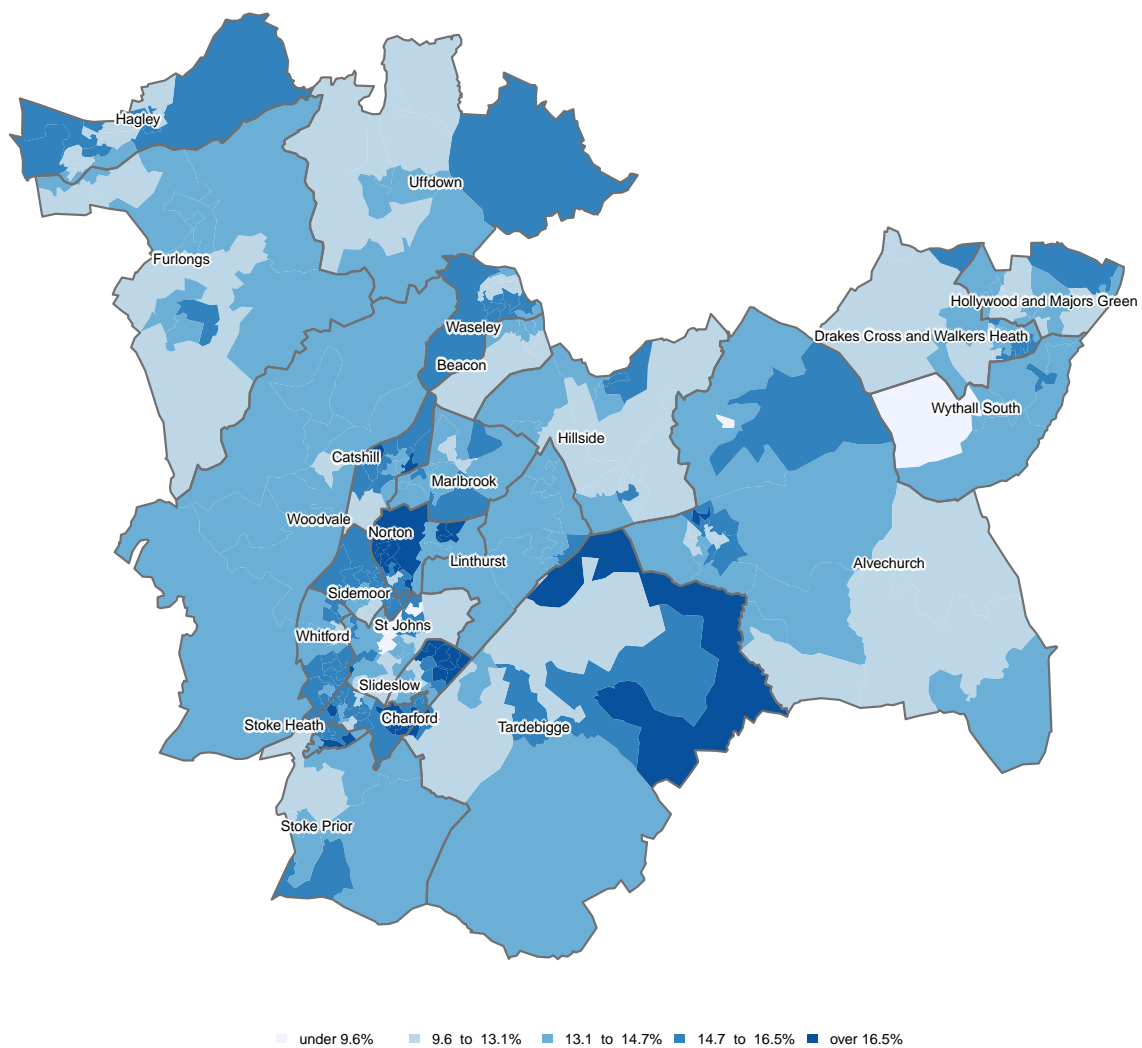 Hagley
Uffdown
Furlongs
Hollywood and Majors Green
Waseley
Drakes Cross and Walkers Heath
Beacon
Wythall South
Hillside
Catshill
Marlbrook
Woodvale
Norton
Linthurst
Alvechurch
Sidemoor
St Johns
Whitford
Slideslow
Charford
Stoke Heath
Tardebigge
Stoke Prior
under 9.6% 9.6 to 13.1% 13.1 to 14.7% 14.7 to 16.5% over 16.5%